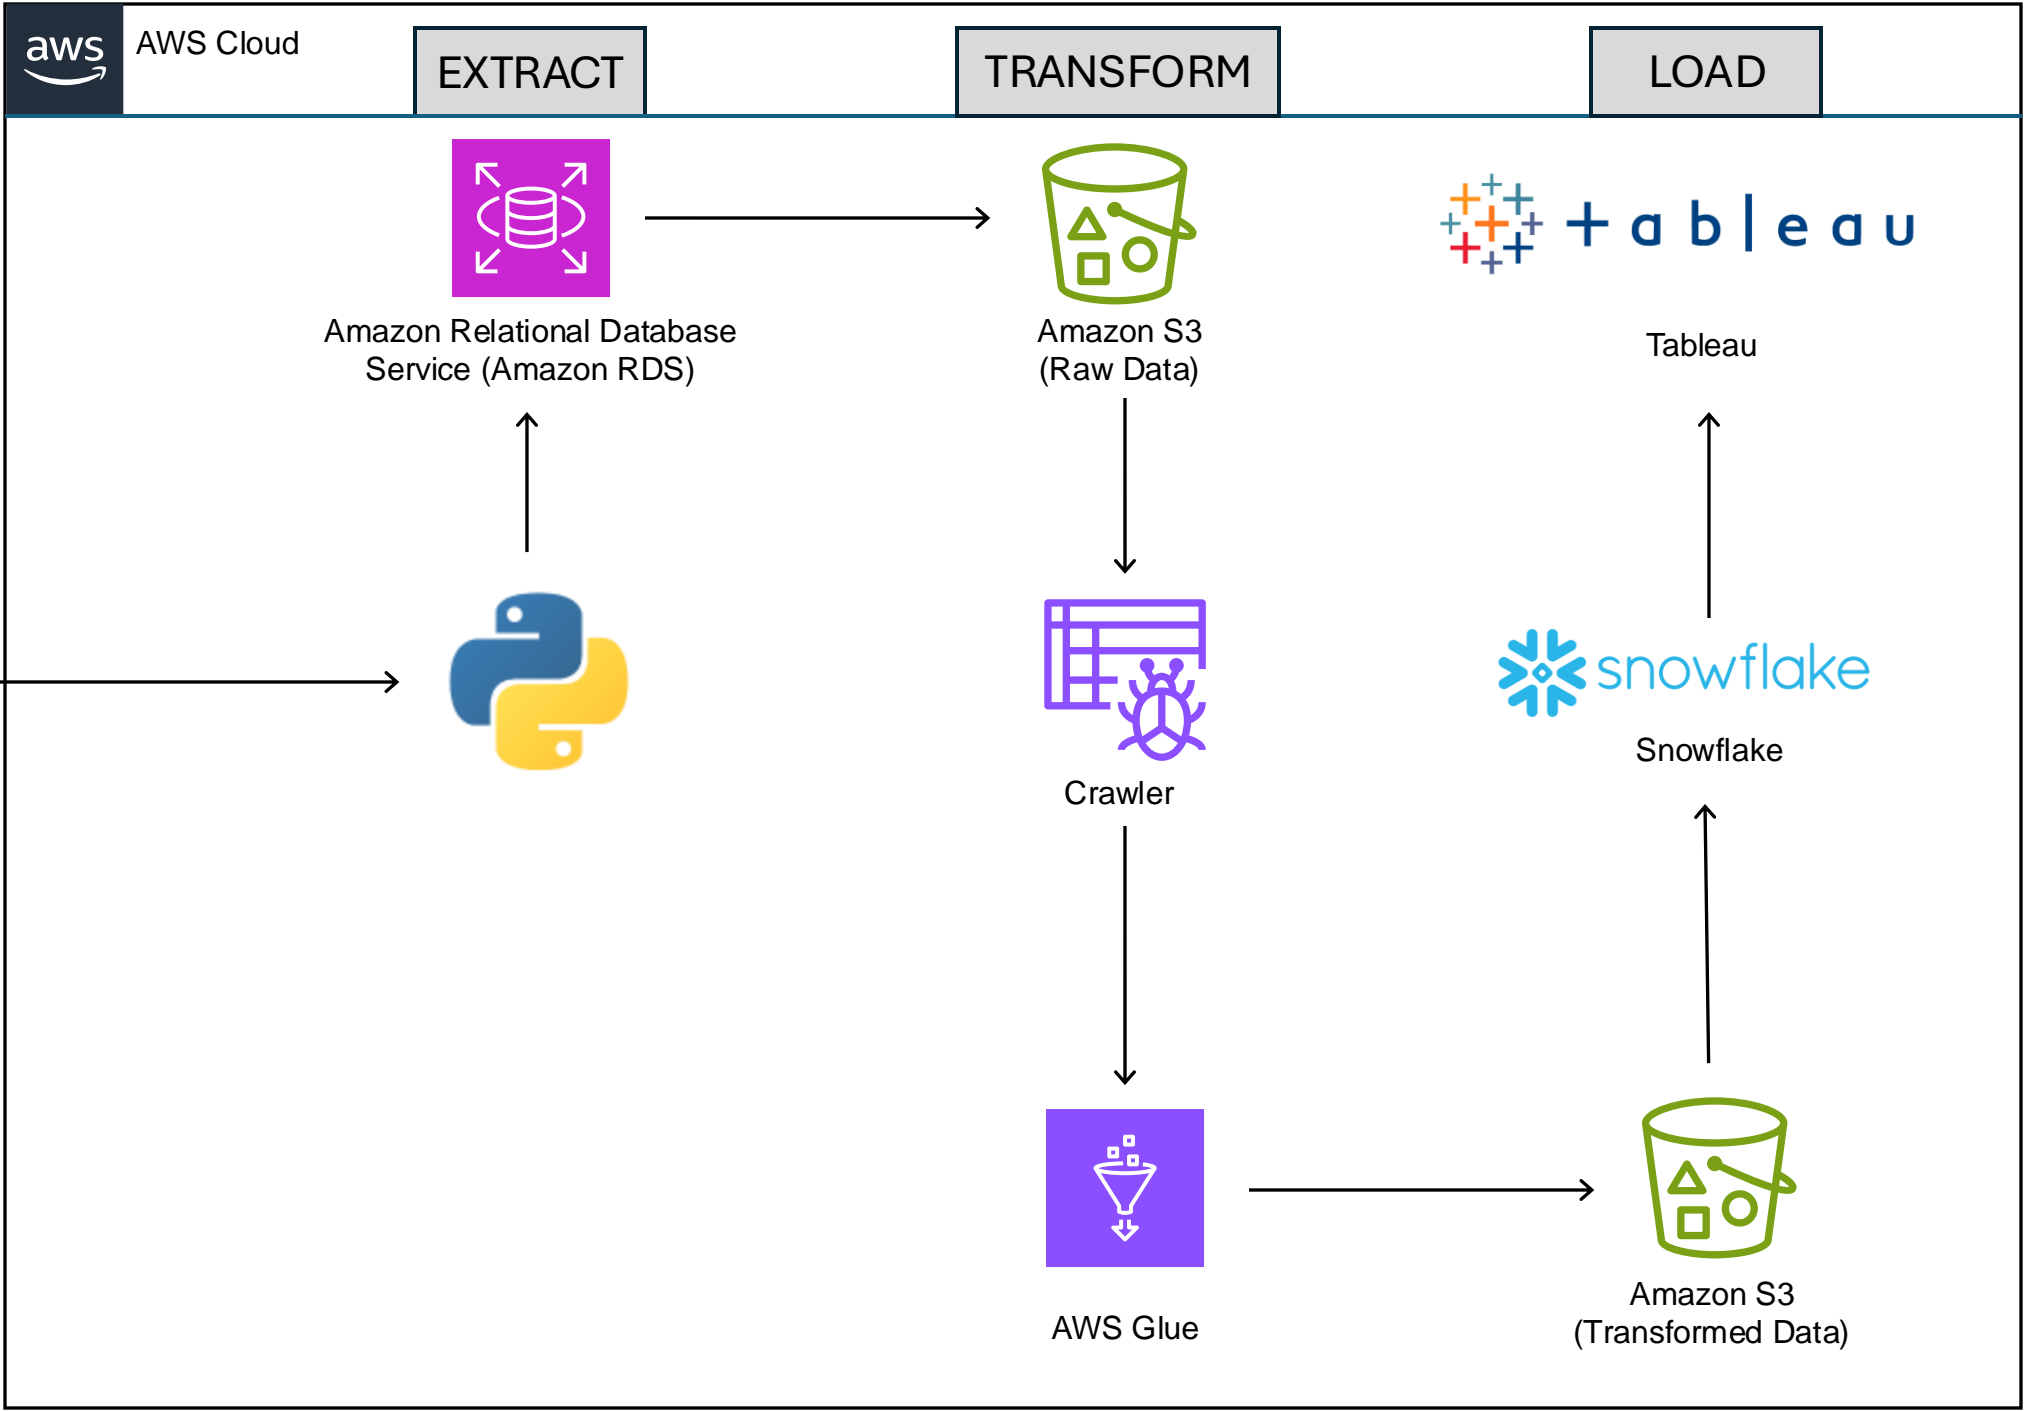 aws
AWS Cloud
EXTRACT
TRANSFORM
LOAD
Amazon Relational Database
Service (Amazon RDS)
Amazon S3
(Raw Data)
+ableau
Tableau
Crawler
snowflake
Snowflake
AWS Glue
Amazon S3
(Transformed Data)